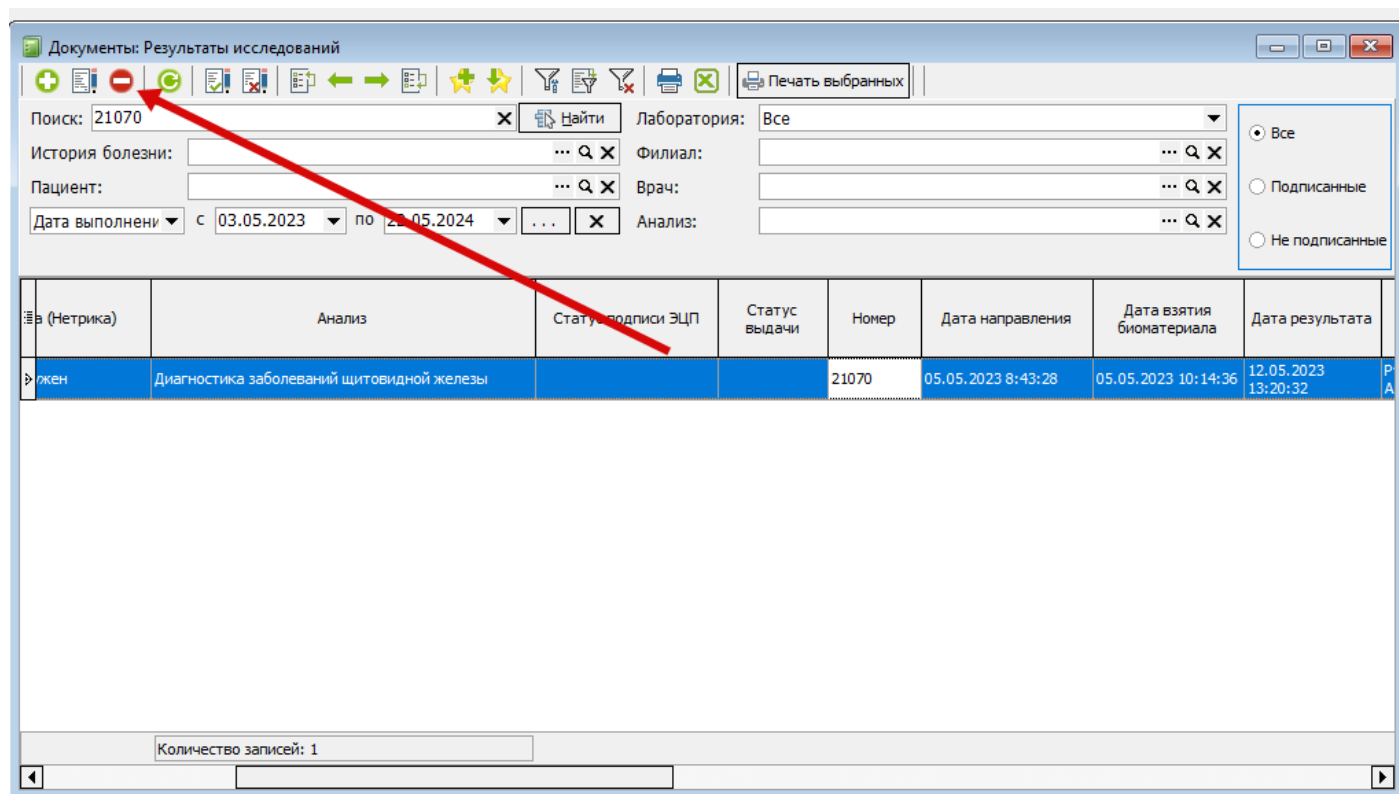 Документы: Результаты исследований
Печать выбранных
Поиск: 21070 Найти Лаборатория: Все
История болезни: Филиал:
Пациент: Врач:
Дата выполнени с 03.05.2023 по 05.2024 ... Анализ:
Все
Подписанные
Не подписанные
а (Нетрика) Анализ Статус подписи ЭЦП Статус выдачи Номер Дата направления Дата взятия биоматериала Дата результата
жен Диагностика заболеваний щитовидной железы 21070 05.05.2023 8:43:28 05.05.2023 10:14:36 12.05.2023 13:20:32
Количество записей: 1